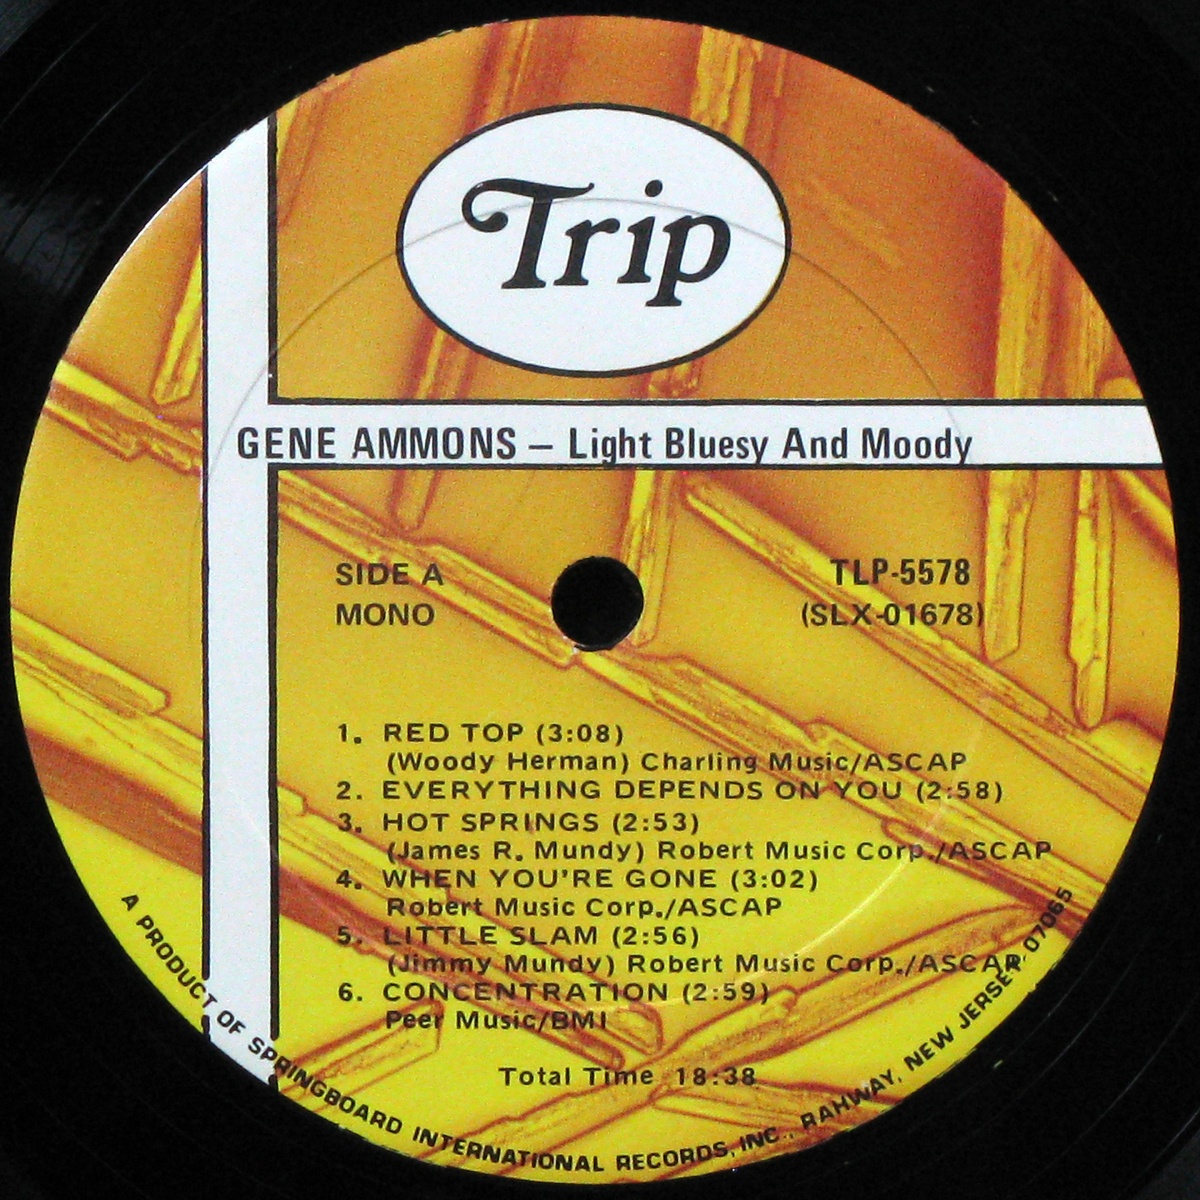 Trip
GENE AMMONS – Light Bluesy And Moody
SIDE A
MONO
TLP-5578
(SLX-01678)
1. RED TOP (3:08)
(Woody Herman) Charling Music/ASCAP
2. EVERYTHING DEPENDS ON YOU (2:58)
3. HOT SPRINGS (2:53)
(James R. Mundy) Robert Music Corp./ASCAP
4. WHEN YOU'RE GONE (3:02)
Robert Music Corp./ASCAP
5. LITTLE SLAM (2:56)
(Jimmy Mundy) Robert Music Corp./ASCAP
6. CONCENTRATION (2:59)
Peer Music/BMI
Total Time 18:38
A PRODUCT OF SPRINGBOARD INTERNATIONAL RECORDS, INC., RAHWAY, NEW JERSEY 07065